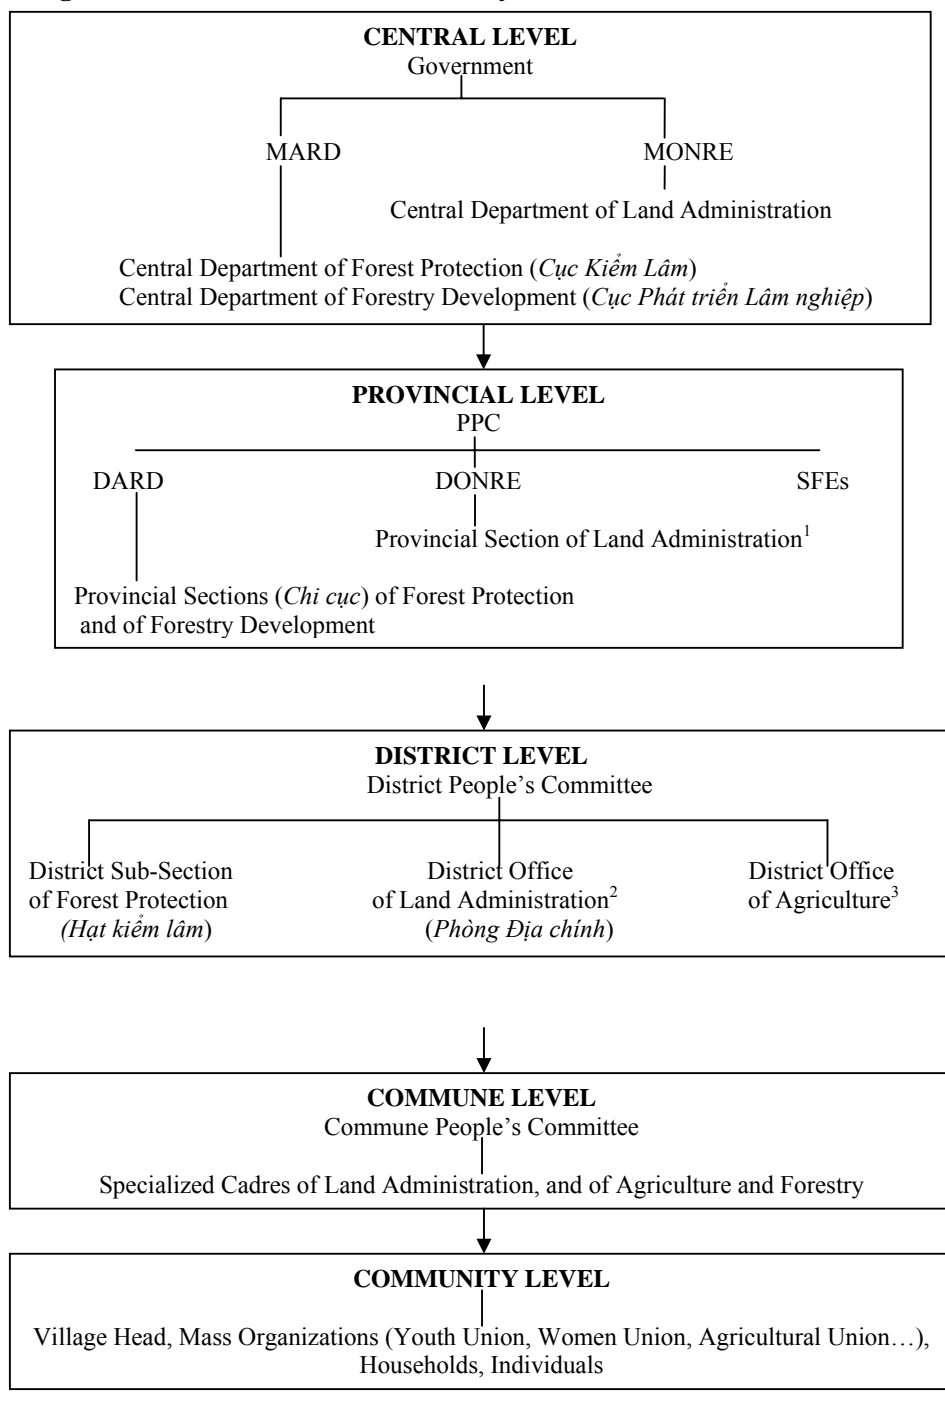 CENTRAL LEVEL
Government
MARD MONRE
Central Department of Land Administration
Central Department of Forest Protection (Cục Kiểm Lâm)
Central Department of Forestry Development (Cục Phát triển Lâm nghiệp)
PROVINCIAL LEVEL
PPC
DARD DONRE SFEs
Provincial Section of Land Administration¹
Provincial Sections (Chi cục) of Forest Protection
and of Forestry Development
DISTRICT LEVEL
District People’s Committee
District Sub-Section District Office District Office
of Forest Protection of Land Administration² of Agriculture³
(Hạt kiểm lâm) (Phòng Địa chính)
COMMUNE LEVEL
Commune People’s Committee
Specialized Cadres of Land Administration, and of Agriculture and Forestry
COMMUNITY LEVEL
Village Head, Mass Organizations (Youth Union, Women Union, Agricultural Union…),
Households, Individuals